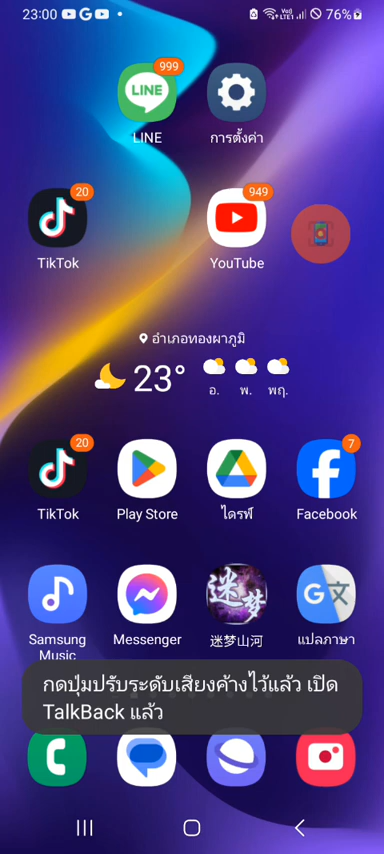 23:00 76%
999
LINE การตั้งค่า
20 949
TikTok YouTube
อำเภอทองผาภูมิ
23°
อ. พ. พฤ.
20 7
TikTok Play Store ไดรฟ์ Facebook
迷梦
Samsung Music Messenger 迷梦山河 แปลภาษา
กดปุ่มปรับระดับเสียงค้างไว้แล้ว เปิด
TalkBack แล้ว